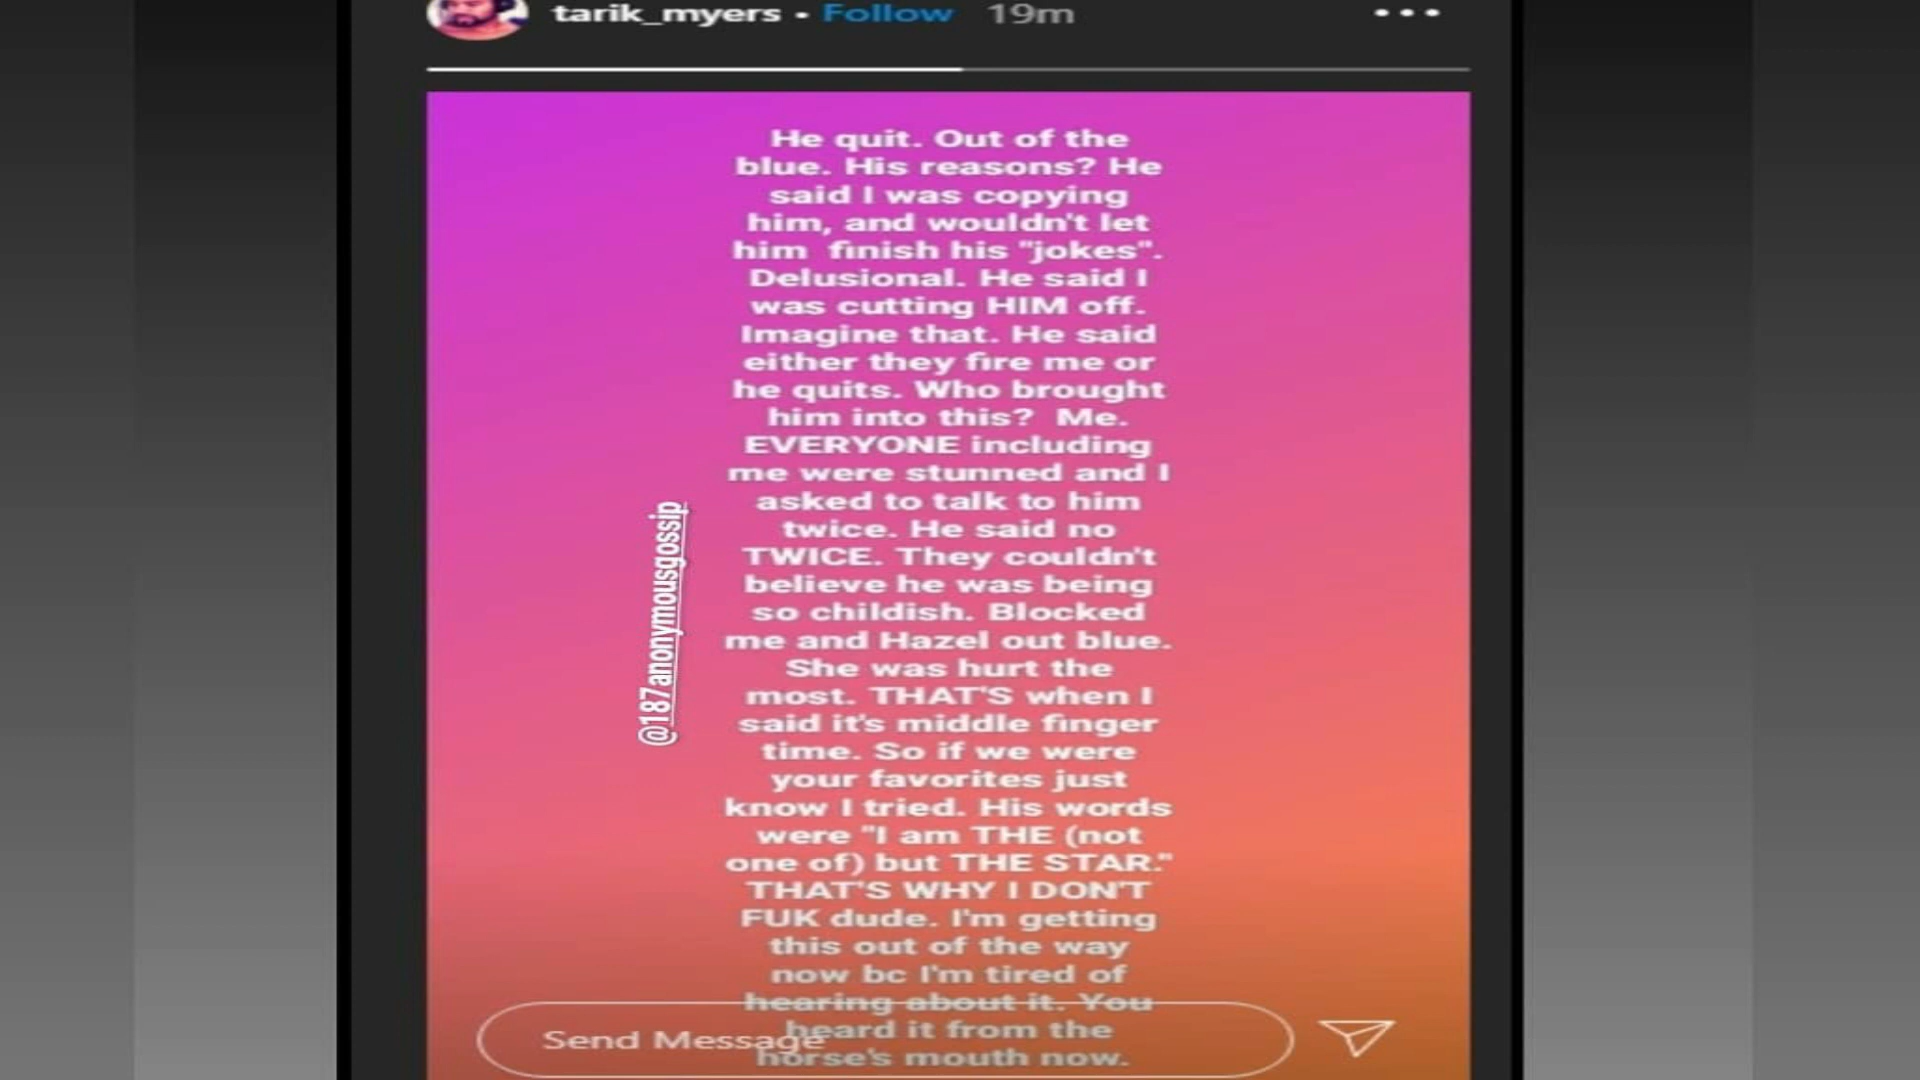 tarik_myers • Follow 19m
He quit. Out of the
blue. His reasons? He
said I was copying
him, and wouldn't let
him finish his "jokes".
Delusional. He said I
was cutting HIM off.
Imagine that. He said
either they fire me or
he quits. Who brought
him into this? Me.
EVERYONE including
me were stunned and I
asked to talk to him
twice. He said no
TWICE. They couldn't
believe he was being
so childish. Blocked
me and Hazel out blue.
She was hurt the
most. THAT'S when I
said it's middle finger
time. So if we were
your favorites just
know I tried. His words
were "I am THE (not
one of) but THE STAR."
THAT'S WHY I DON'T
FUK dude. I'm getting
this out of the way
now bc I'm tired of
hearing about it. You
heard it from the
horse's mouth now.
@187anonymousgossip
Send Message